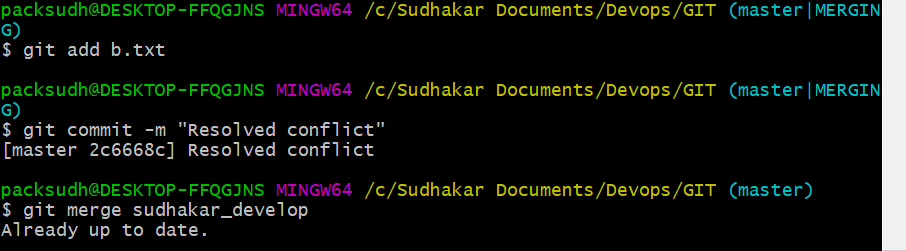 packsudh@DESKTOP-FFQGJNS MINGW64 /c/Sudhakar Documents/Devops/GIT (master|MERGIN
G)
$ git add b.txt
packsudh@DESKTOP-FFQGJNS MINGW64 /c/Sudhakar Documents/Devops/GIT (master|MERGIN
G)
$ git commit -m "Resolved conflict"
[master 2c6668c] Resolved conflict
packsudh@DESKTOP-FFQGJNS MINGW64 /c/Sudhakar Documents/Devops/GIT (master)
$ git merge sudhakar_develop
Already up to date.